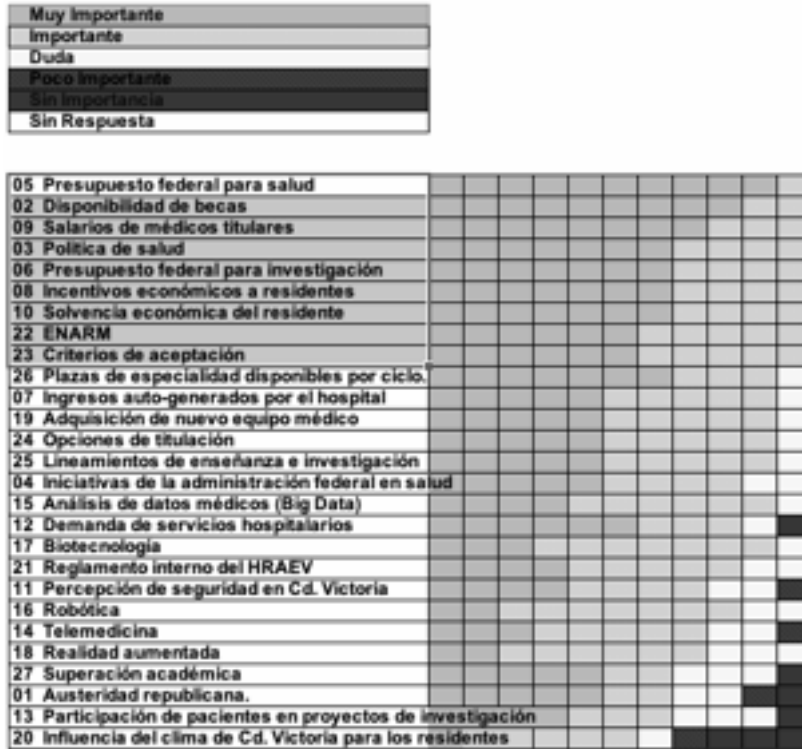 Muy Importante
Importante
Duda
Poco Importante
Sin Importancia
Sin Respuesta
05 Presupuesto federal para salud
02 Disponibilidad de becas
09 Salarios de médicos titulares
03 Política de salud
06 Presupuesto federal para investigación
08 Incentivos económicos a residentes
10 Solvencia económica del residente
22 ENARM
23 Criterios de aceptación
26 Plazas de especialidad disponibles por ciclo.
07 Ingresos auto-generados por el hospital
19 Adquisición de nuevo equipo médico
24 Opciones de titulación
25 Lineamientos de enseñanza e investigación
04 Iniciativas de la administración federal en salud
15 Análisis de datos médicos (Big Data)
12 Demanda de servicios hospitalarios
17 Biotecnología
21 Reglamento interno del HRAEV
11 Percepción de seguridad en Cd. Victoria
16 Robótica
14 Telemedicina
18 Realidad aumentada
27 Superación académica
01 Austeridad republicana.
13 Participación de pacientes en proyectos de investigación
20 Influencia del clima de Cd. Victoria para los residentes